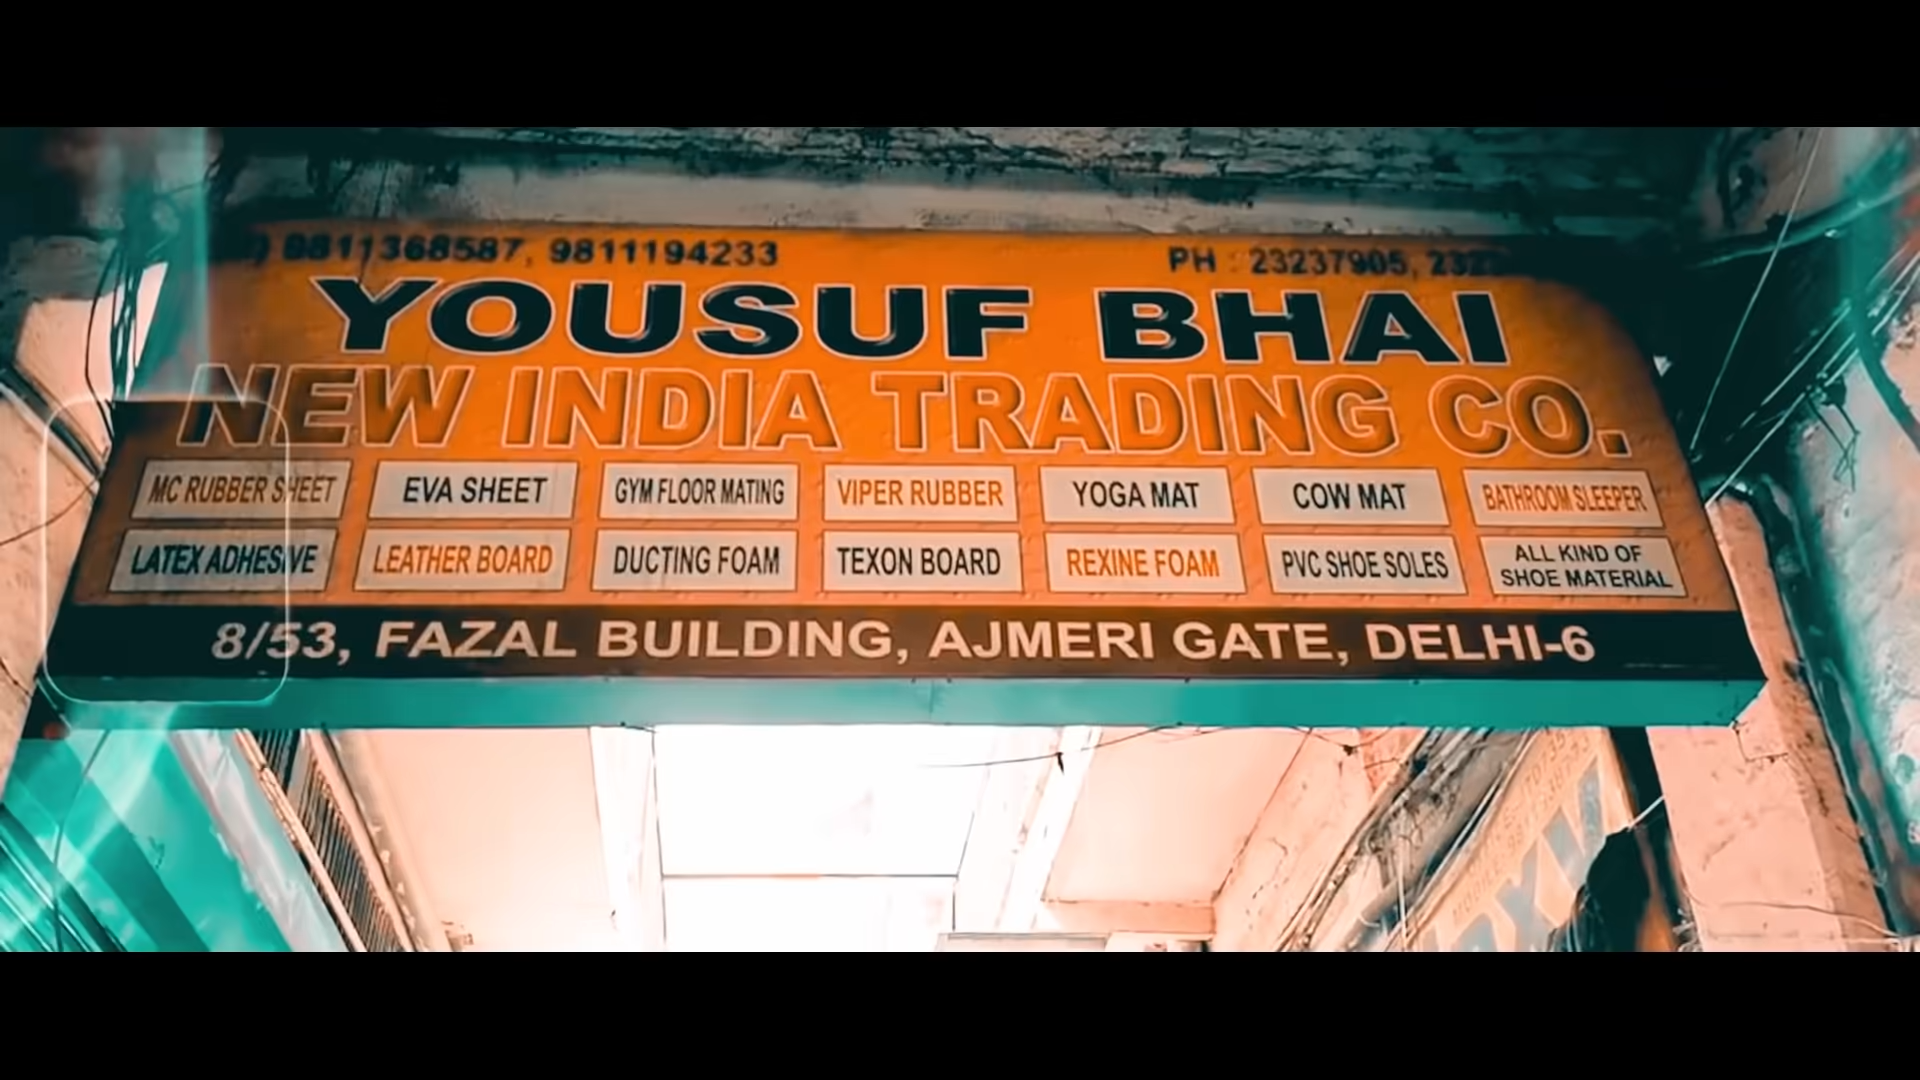 9811368587, 9811194233
PH : 23237905,
YOUSUF BHAI
NEW INDIA TRADING CO.
MC RUBBER SHEET
EVA SHEET
GYM FLOOR MATING
VIPER RUBBER
YOGA MAT
COW MAT
BATHROOM SLEEPER
LATEX ADHESIVE
LEATHER BOARD
DUCTING FOAM
TEXON BOARD
REXINE FOAM
PVC SHOE SOLES
ALL KIND OF
SHOE MATERIAL
8/53, FAZAL BUILDING, AJMERI GATE, DELHI-6